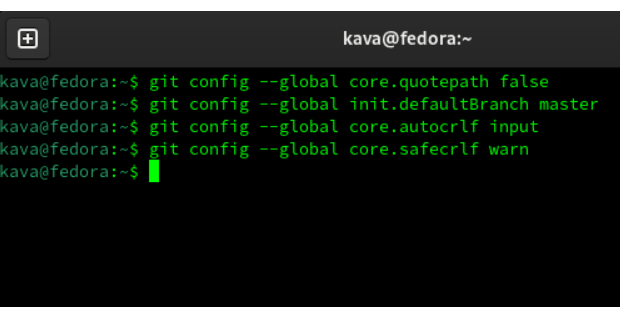 kava@fedora:~
kava@fedora:~$ git config --global core.quotepath false
kava@fedora:~$ git config --global init.defaultBranch master
kava@fedora:~$ git config --global core.autocrlf input
kava@fedora:~$ git config --global core.safecrlf warn
kava@fedora:~$